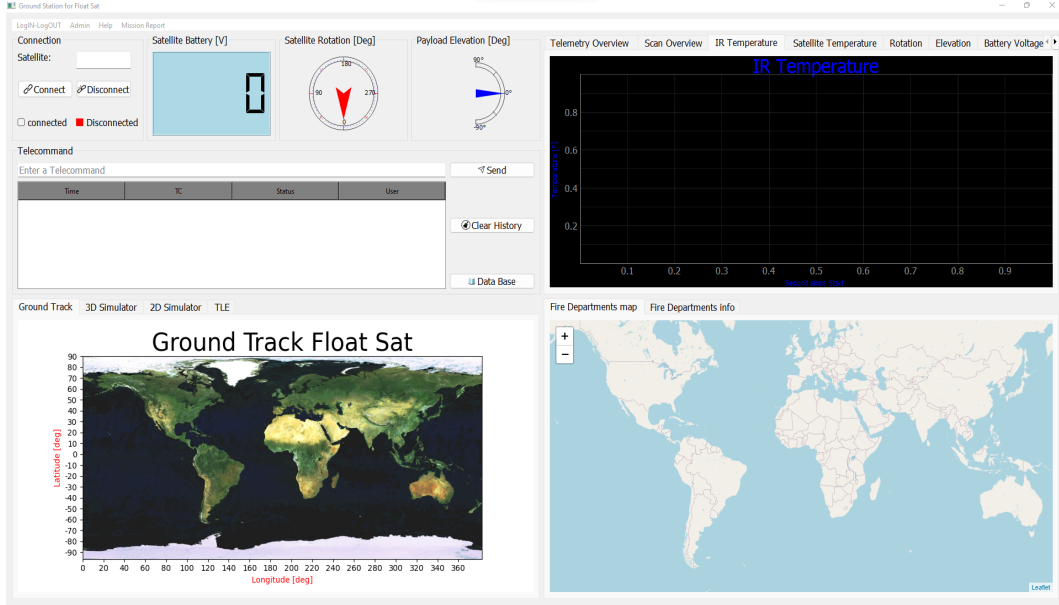 Ground Station for Float Sat
LogIN-LogOUT Admin Help Mission Report
Connection
Satellite:
Connect
Disconnect
connected
Disconnected
Satellite Battery [V]
0
Satellite Rotation [Deg]
180
90
270
0
Payload Elevation [Deg]
90°
0°
-90°
Telecommand
Enter a Telecommand
Send
Time TC Status User
Clear History
Data Base
Telemetry Overview Scan Overview IR Temperature Satellite Temperature Rotation Elevation Battery Voltage
IR Temperature
0.8
0.6
0.4
0.2
0.1 0.2 0.3 0.4 0.5 0.6 0.7 0.8 0.9
Ground Track 3D Simulator 2D Simulator TLE
Ground Track Float Sat
Latitude [deg]
90
80
70
60
50
40
30
20
10
0
-10
-20
-30
-40
-50
-60
-70
-80
-90
0 20 40 60 80 100 120 140 160 180 200 220 240 260 280 300 320 340 360
Longitude [deg]
Fire Departments map Fire Departments info
+
−
Leaflet